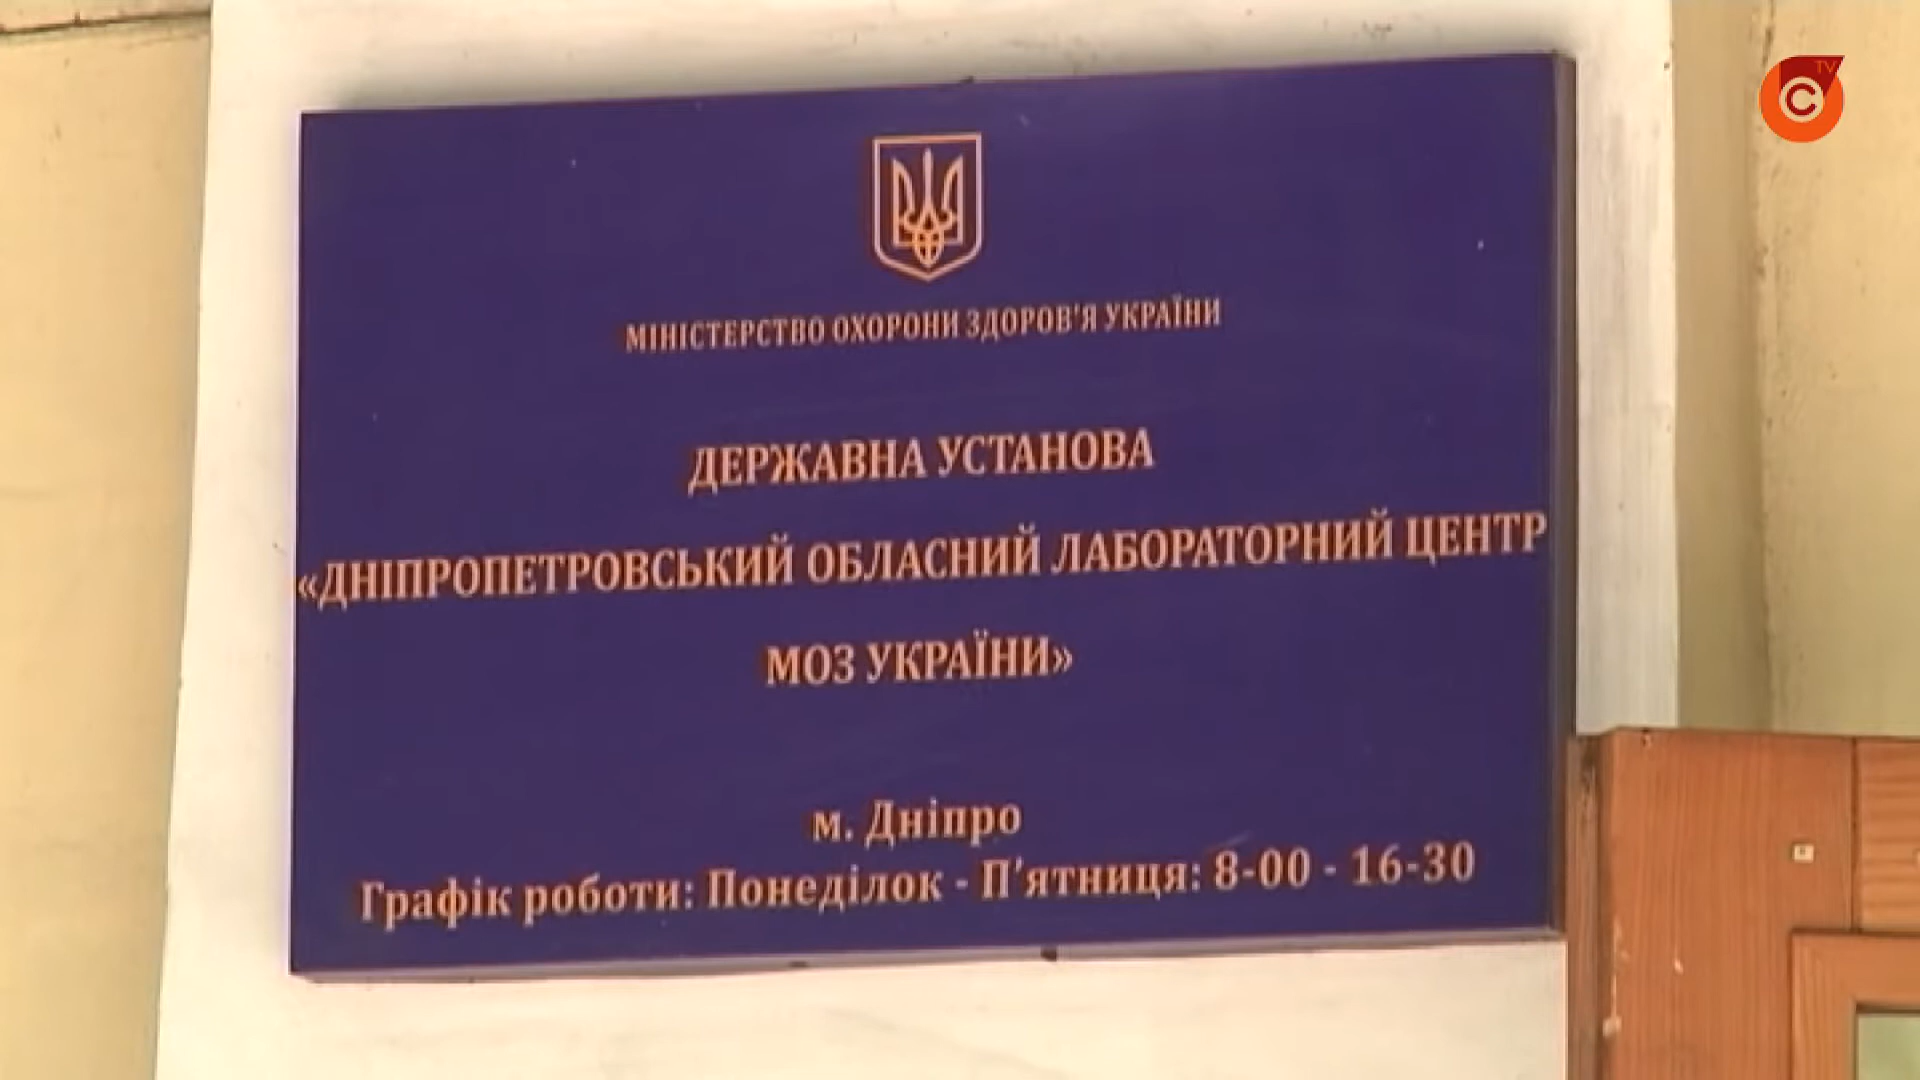 TV
C
МІНІСТЕРСТВО ОХОРОНИ ЗДОРОВ'Я УКРАЇНИ
ДЕРЖАВНА УСТАНОВА
«ДНІПРОПЕТРОВСЬКИЙ ОБЛАСНИЙ ЛАБОРАТОРНИЙ ЦЕНТР
МОЗ УКРАЇНИ»
м. Дніпро
Графік роботи: Понеділок - П'ятниця: 8-00 - 16-30